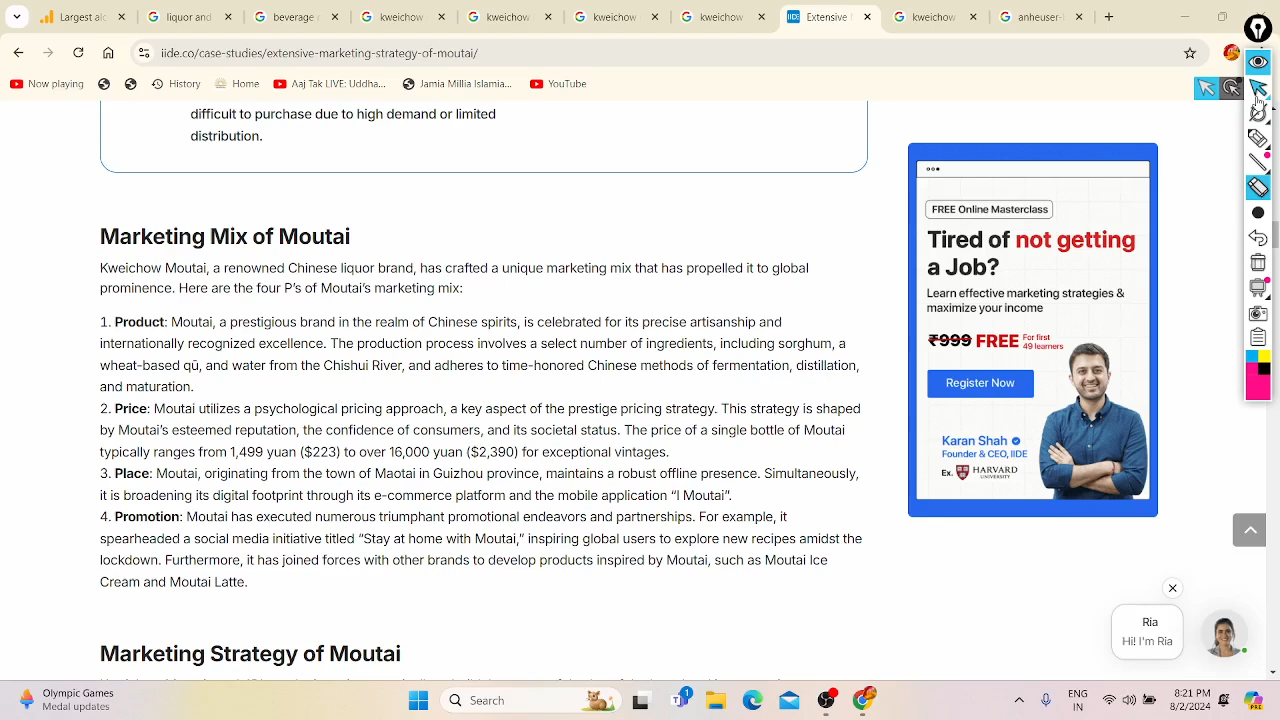 Largest
liquor and
beverage
kweichow
kweichow
kweichow
kweichow
Extensive
kweichow
anheuser-
iide.co/case-studies/extensive-marketing-strategy-of-moutai/
Now playing
History
Home
Aaj Tak LIVE: Uddha...
Jamia Millia Islamia...
YouTube
difficult to purchase due to high demand or limited
distribution.
Marketing Mix of Moutai
Kweichow Moutai, a renowned Chinese liquor brand, has crafted a unique marketing mix that has propelled it to global
prominence. Here are the four P's of Moutai's marketing mix:
1. Product: Moutai, a prestigious brand in the realm of Chinese spirits, is celebrated for its precise artisanship and
internationally recognized excellence. The production process involves a select number of ingredients, including sorghum, a
wheat-based qū, and water from the Chishui River, and adheres to time-honored Chinese methods of fermentation, distillation,
and maturation.
2. Price: Moutai utilizes a psychological pricing approach, a key aspect of the prestige pricing strategy. This strategy is shaped
by Moutai's esteemed reputation, the confidence of consumers, and its societal status. The price of a single bottle of Moutai
typically ranges from 1,499 yuan ($223) to over 16,000 yuan ($2,390) for exceptional vintages.
3. Place: Moutai, originating from the town of Maotai in Guizhou province, maintains a robust offline presence. Simultaneously,
it is broadening its digital footprint through its e-commerce platform and the mobile application “I Moutai”.
4. Promotion: Moutai has executed numerous triumphant promotional endeavors and partnerships. For example, it
spearheaded a social media initiative titled “Stay at home with Moutai,” inspiring global users to explore new recipes amidst the
lockdown. Furthermore, it has joined forces with other brands to develop products inspired by Moutai, such as Moutai Ice
Cream and Moutai Latte.
Marketing Strategy of Moutai
FREE Online Masterclass
Tired of not getting
a Job?
Learn effective marketing strategies &
maximize your income
₹999 FREE For first
49 learners
Register Now
Karan Shah
Founder & CEO, IIDE
Ex. HARVARD
UNIVERSITY
Ria
Hi! I'm Ria
Olympic Games
Medal updates
Search
1
ENG
IN
8:21 PM
8/2/2024
PRE